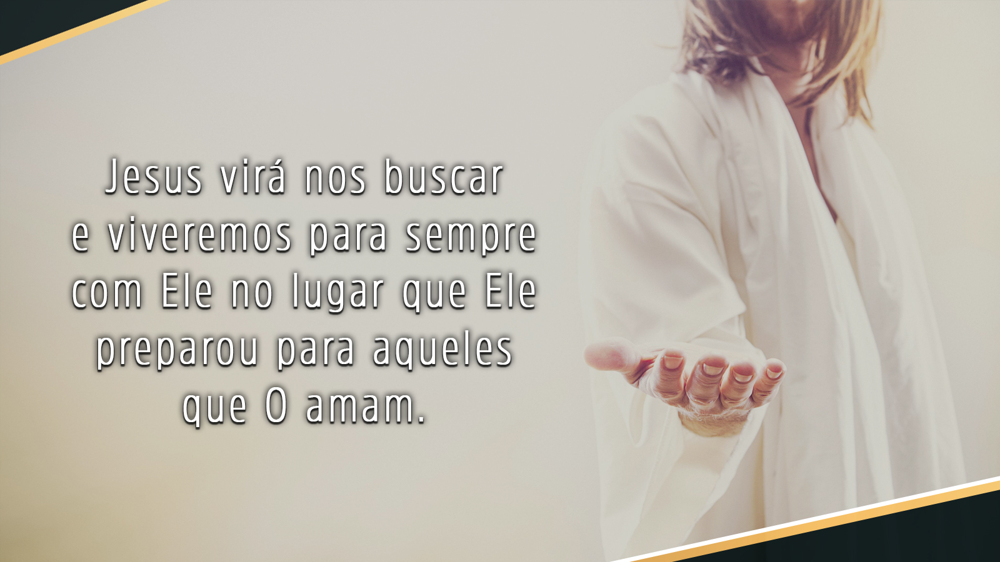 Jesus virá nos buscar
e viveremos para sempre
com Ele no lugar que Ele
preparou para aqueles
que O amam.